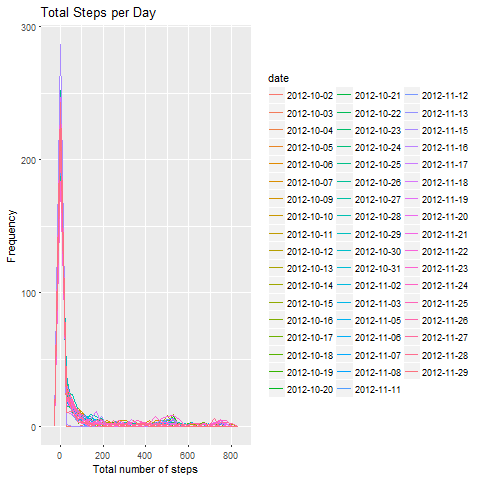 Total Steps per Day
300
200
100
0
Frequency
0 200 400 600 800
Total number of steps
date
2012-10-02 2012-10-21 2012-11-12
2012-10-03 2012-10-22 2012-11-13
2012-10-04 2012-10-23 2012-11-15
2012-10-05 2012-10-24 2012-11-16
2012-10-06 2012-10-25 2012-11-17
2012-10-07 2012-10-26 2012-11-18
2012-10-09 2012-10-27 2012-11-19
2012-10-10 2012-10-28 2012-11-20
2012-10-11 2012-10-29 2012-11-21
2012-10-12 2012-10-30 2012-11-22
2012-10-13 2012-10-31 2012-11-23
2012-10-14 2012-11-02 2012-11-24
2012-10-15 2012-11-03 2012-11-25
2012-10-16 2012-11-05 2012-11-26
2012-10-17 2012-11-06 2012-11-27
2012-10-18 2012-11-07 2012-11-28
2012-10-19 2012-11-08 2012-11-29
2012-10-20 2012-11-11